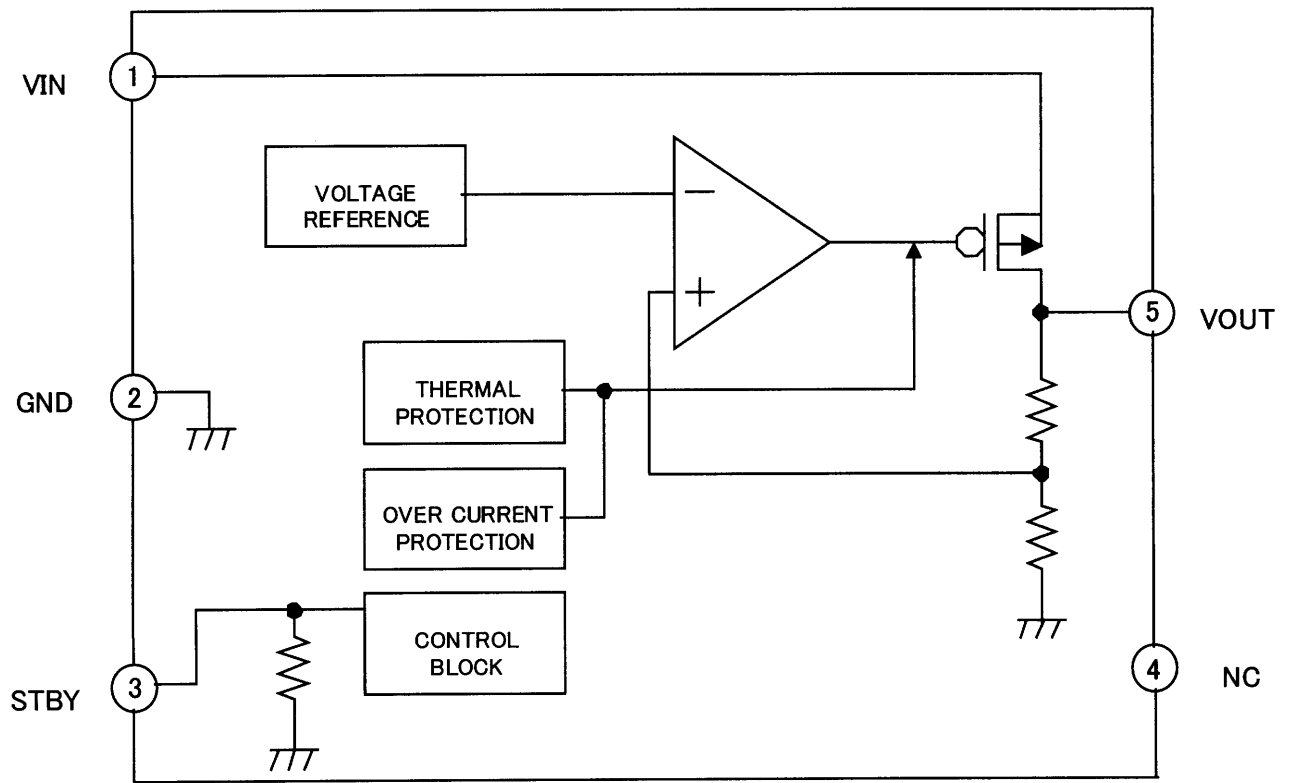 VIN
1
VOLTAGE
REFERENCE
−
+
5
VOUT
GND
2
THERMAL
PROTECTION
OVER CURRENT
PROTECTION
CONTROL
BLOCK
STBY
3
4
NC